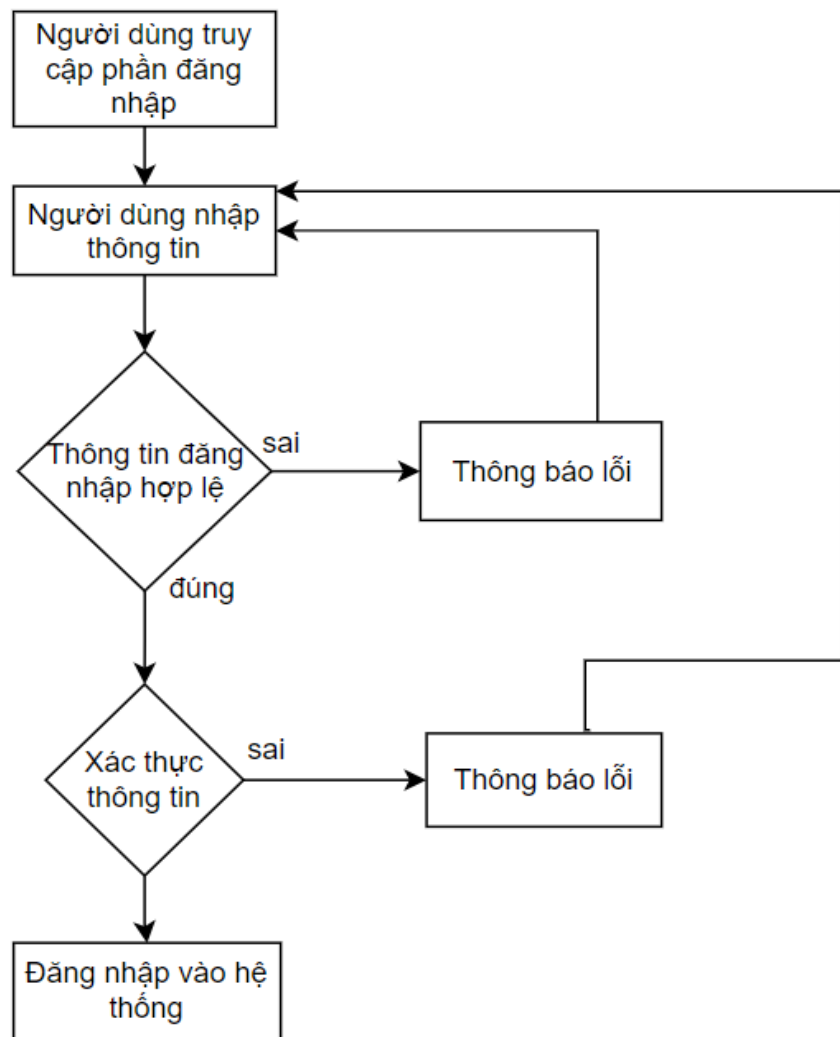 Người dùng truy
cập phần đăng
nhập
Người dùng nhập
thông tin
Thông tin đăng
nhập hợp lệ
sai
Thông báo lỗi
đúng
Xác thực
thông tin
sai
Thông báo lỗi
Đăng nhập vào hệ
thống